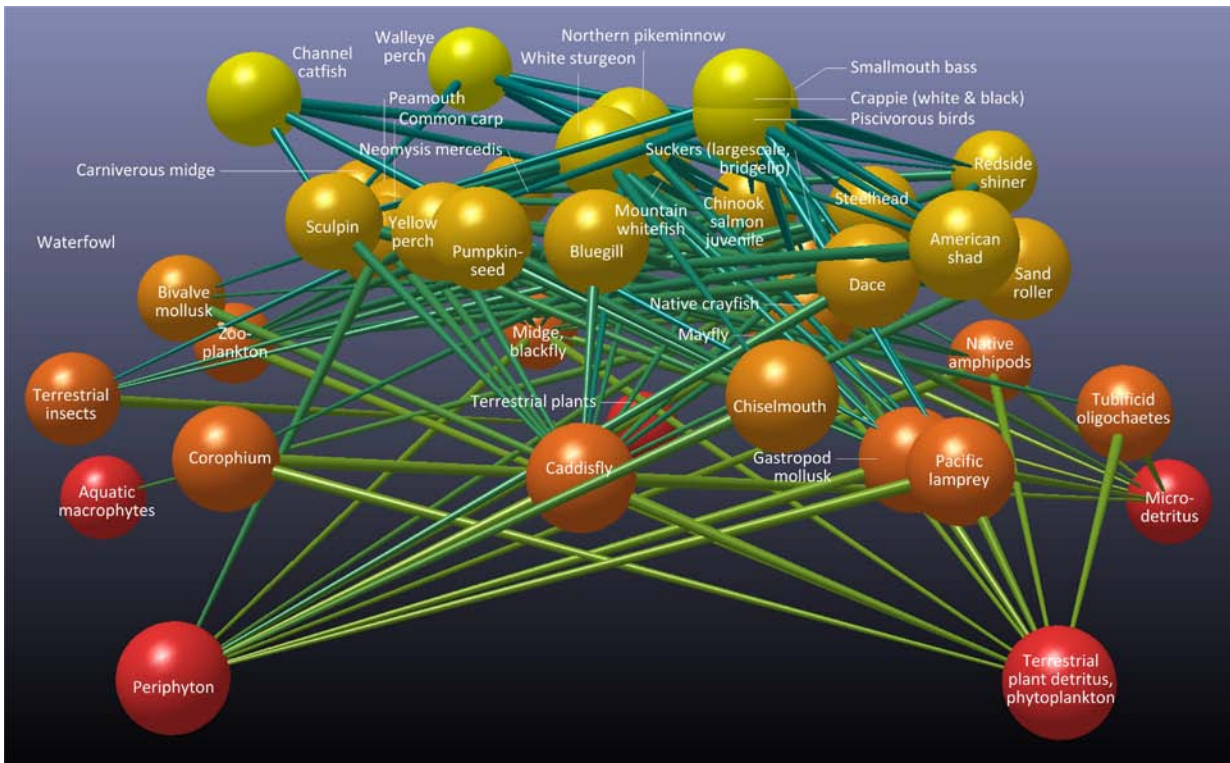 Channel
catfish
Walleye
perch
Northern pikeminnow
White sturgeon
Smallmouth bass
Crappie (white & black)
Piscivorous birds
Peamouth
Common carp
Neomysis mercedis
Carniverous midge
Suckers (largescale,
bridgelip)
Redside
shiner
Steelhead
Chinook
salmon
juvenile
Mountain
whitefish
Sculpin
Yellow
perch
Pumpkin-
seed
Bluegill
American
shad
Waterfowl
Dace
Sand
roller
Bivalve
mollusk
Native crayfish
Zoo-
plankton
Midge,
blackfly
Mayfly
Native
amphipods
Terrestrial
insects
Terrestrial plants
Chiselmouth
Tubificid
oligochaetes
Corophium
Caddisfly
Gastropod
mollusk
Pacific
lamprey
Aquatic
macrophytes
Micro-
detritus
Periphyton
Terrestrial
plant detritus,
phytoplankton